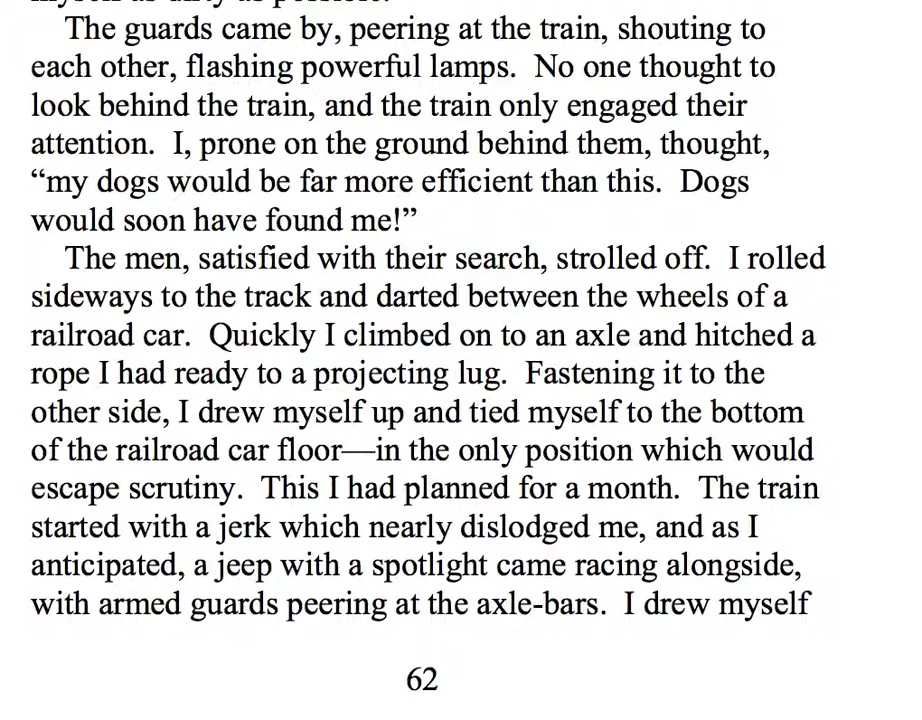 myself as dirty as possible.
The guards came by, peering at the train, shouting to
each other, flashing powerful lamps.  No one thought to
look behind the train, and the train only engaged their
attention.  I, prone on the ground behind them, thought,
“my dogs would be far more efficient than this.  Dogs
would soon have found me!”
The men, satisfied with their search, strolled off.  I rolled
sideways to the track and darted between the wheels of a
railroad car.  Quickly I climbed on to an axle and hitched a
rope I had ready to a projecting lug.  Fastening it to the
other side, I drew myself up and tied myself to the bottom
of the railroad car floor—in the only position which would
escape scrutiny.  This I had planned for a month.  The train
started with a jerk which nearly dislodged me, and as I
anticipated, a jeep with a spotlight came racing alongside,
with armed guards peering at the axle-bars.  I drew myself
62